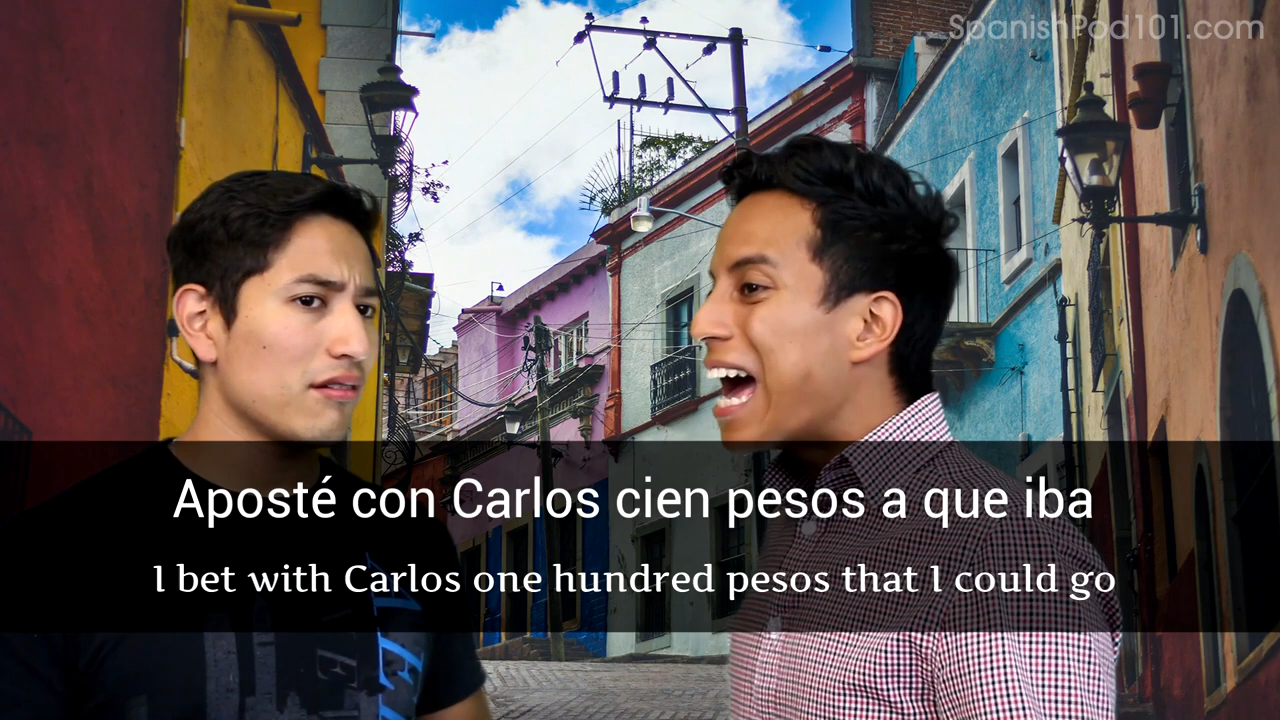 SpanishPod101.com
Aposté con Carlos cien pesos a que iba
I bet with Carlos one hundred pesos that I could go